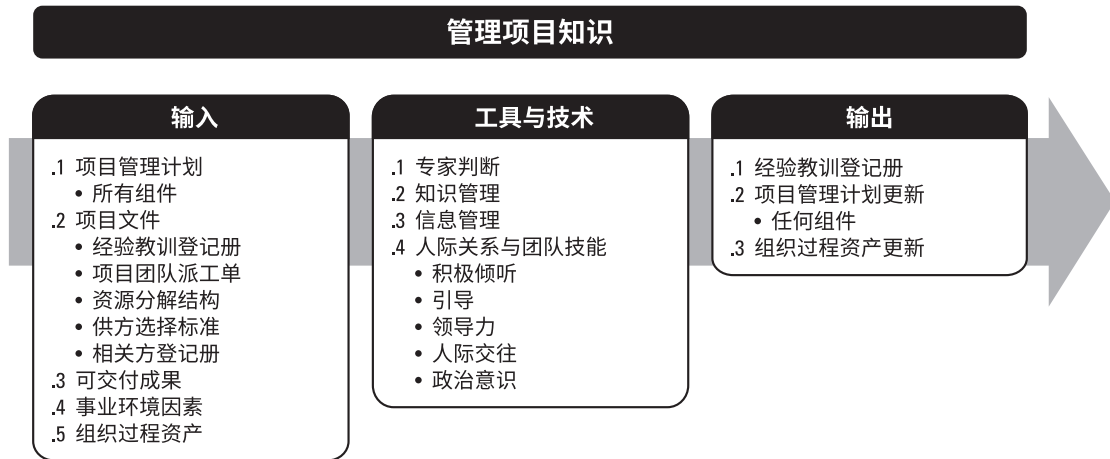 管理项目知识
输入
.1 项目管理计划
• 所有组件
.2 项目文件
• 经验教训登记册
• 项目团队派工单
• 资源分解结构
• 供方选择标准
• 相关方登记册
.3 可交付成果
.4 事业环境因素
.5 组织过程资产
工具与技术
.1 专家判断
.2 知识管理
.3 信息管理
.4 人际关系与团队技能
• 积极倾听
• 引导
• 领导力
• 人际交往
• 政治意识
输出
.1 经验教训登记册
.2 项目管理计划更新
• 任何组件
.3 组织过程资产更新